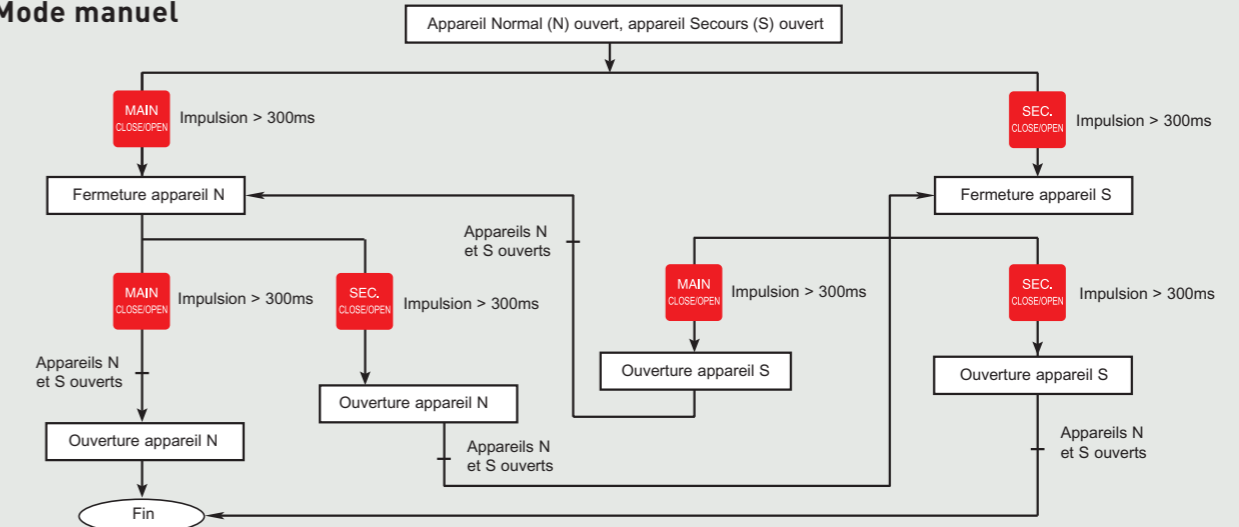 Mode manuel
Appareil Normal (N) ouvert, appareil Secours (S) ouvert
MAIN
CLOSE/OPEN
Impulsion > 300ms
SEC.
CLOSE/OPEN
Impulsion > 300ms
Fermeture appareil N
Fermeture appareil S
Appareils N
et S ouverts
MAIN
CLOSE/OPEN
Impulsion > 300ms
SEC.
CLOSE/OPEN
Impulsion > 300ms
MAIN
CLOSE/OPEN
Impulsion > 300ms
SEC.
CLOSE/OPEN
Impulsion > 300ms
Appareils N
et S ouverts
Ouverture appareil S
Ouverture appareil S
Ouverture appareil N
Ouverture appareil N
Appareils N
et S ouverts
Appareils N
et S ouverts
Fin